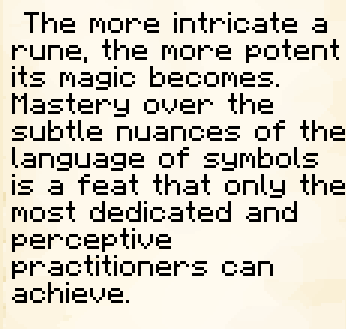 The more intricate a
rune, the more potent
its magic becomes.
Mastery over the
subtle nuances of the
language of symbols
is a feat that only the
most dedicated and
perceptive
practitioners can
achieve.